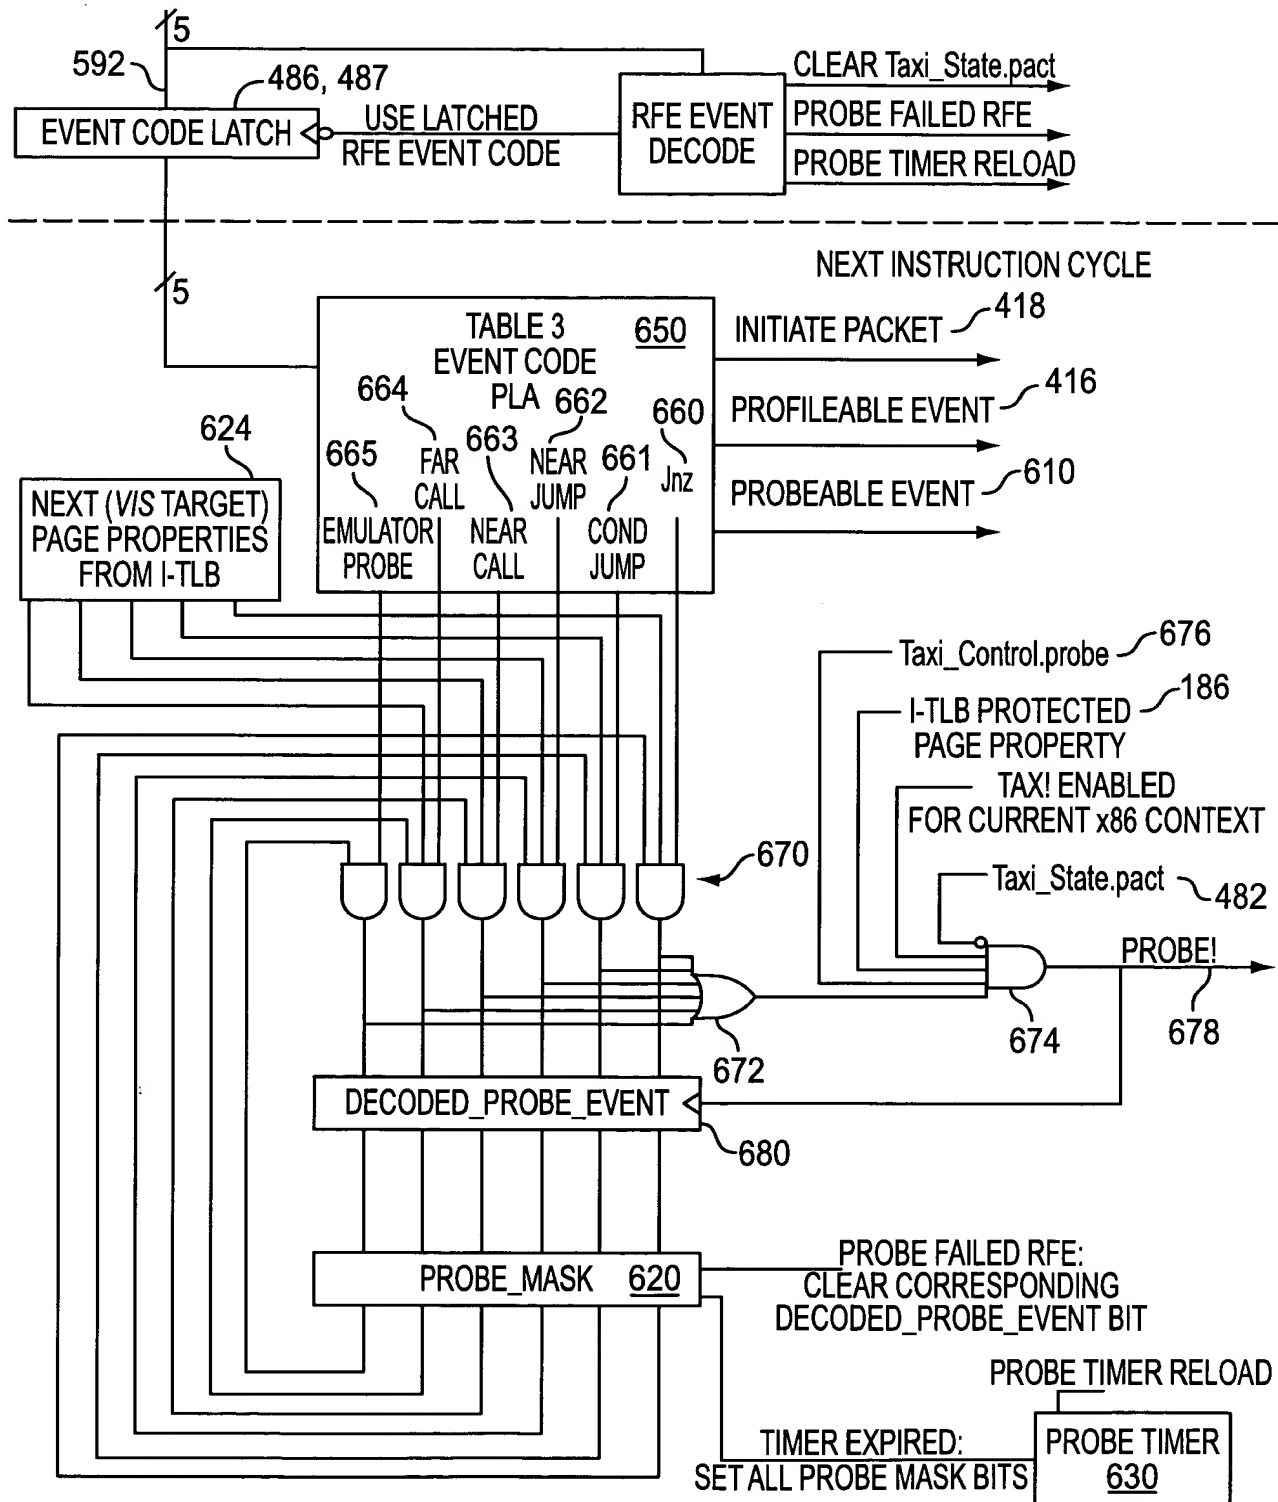 5
592
486, 487
CLEAR Taxi_State.pact
EVENT CODE LATCH
USE LATCHED
RFE EVENT CODE
RFE EVENT
DECODE
PROBE FAILED RFE
PROBE TIMER RELOAD
5
NEXT INSTRUCTION CYCLE
TABLE 3
EVENT CODE
PLA
650
INITIATE PACKET
418
PROFILEABLE EVENT
416
PROBEABLE EVENT
610
664
662
660
663
661
665
FAR
CALL
NEAR
JUMP
Jnz
EMULATOR
PROBE
NEAR
CALL
COND
JUMP
624
NEXT (VIS TARGET)
PAGE PROPERTIES
FROM I-TLB
Taxi_Control.probe
676
I-TLB PROTECTED
PAGE PROPERTY
186
TAX! ENABLED
FOR CURRENT x86 CONTEXT
670
Taxi_State.pact
482
PROBE!
674
678
672
DECODED_PROBE_EVENT
680
PROBE_MASK
620
PROBE FAILED RFE:
CLEAR CORRESPONDING
DECODED_PROBE_EVENT BIT
PROBE TIMER RELOAD
TIMER EXPIRED:
SET ALL PROBE MASK BITS
PROBE TIMER
630